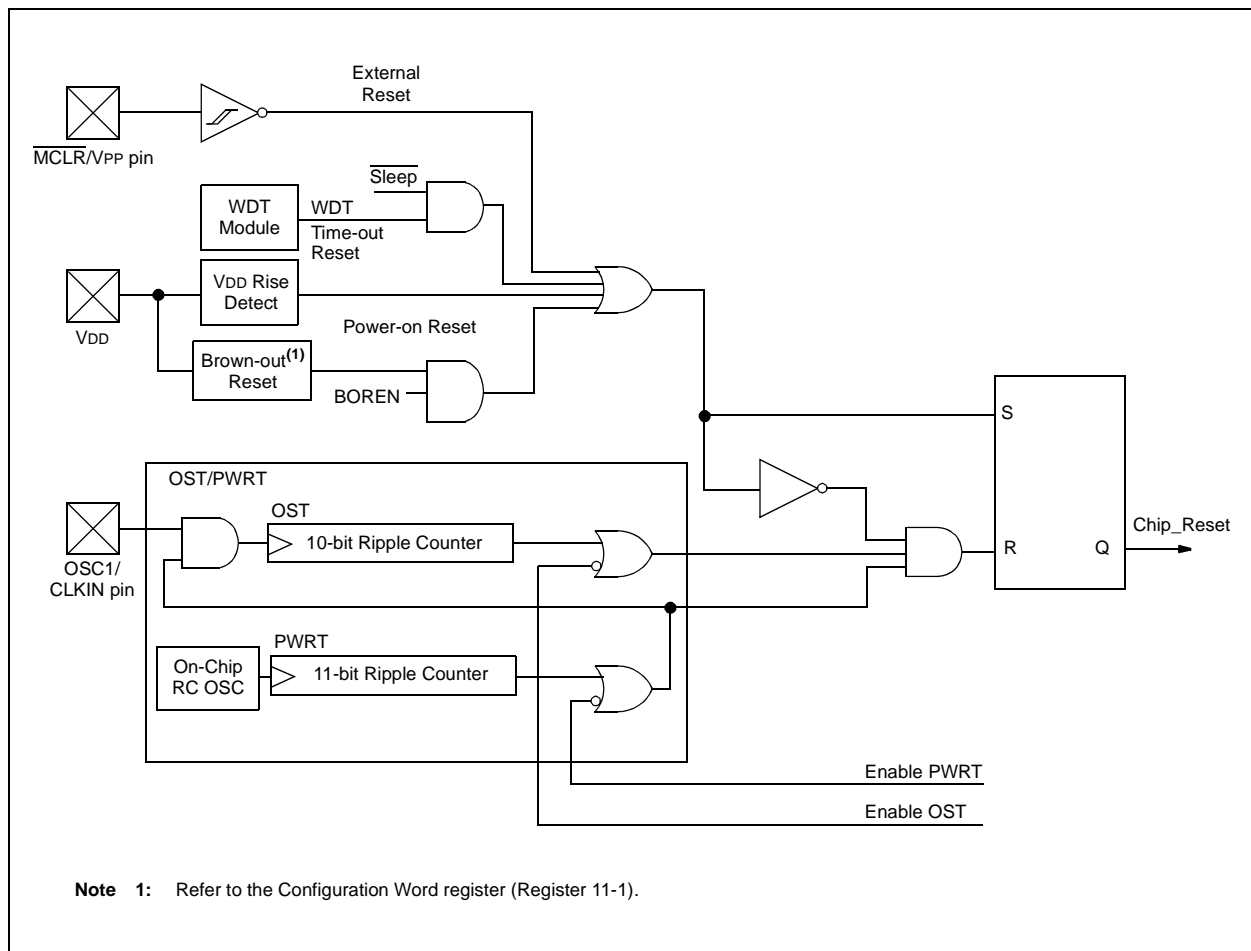 External
Reset
MCLR/VPP pin
Sleep
WDT
Module
WDT
Time-out
Reset
VDD Rise
Detect
VDD
Power-on Reset
Brown-out(1)
Reset
BOREN
S
OST/PWRT
OST
10-bit Ripple Counter
OSC1/
CLKIN pin
R
Q
Chip_Reset
PWRT
On-Chip
RC OSC
11-bit Ripple Counter
Enable PWRT
Enable OST
Note 1: Refer to the Configuration Word register (Register 11-1).